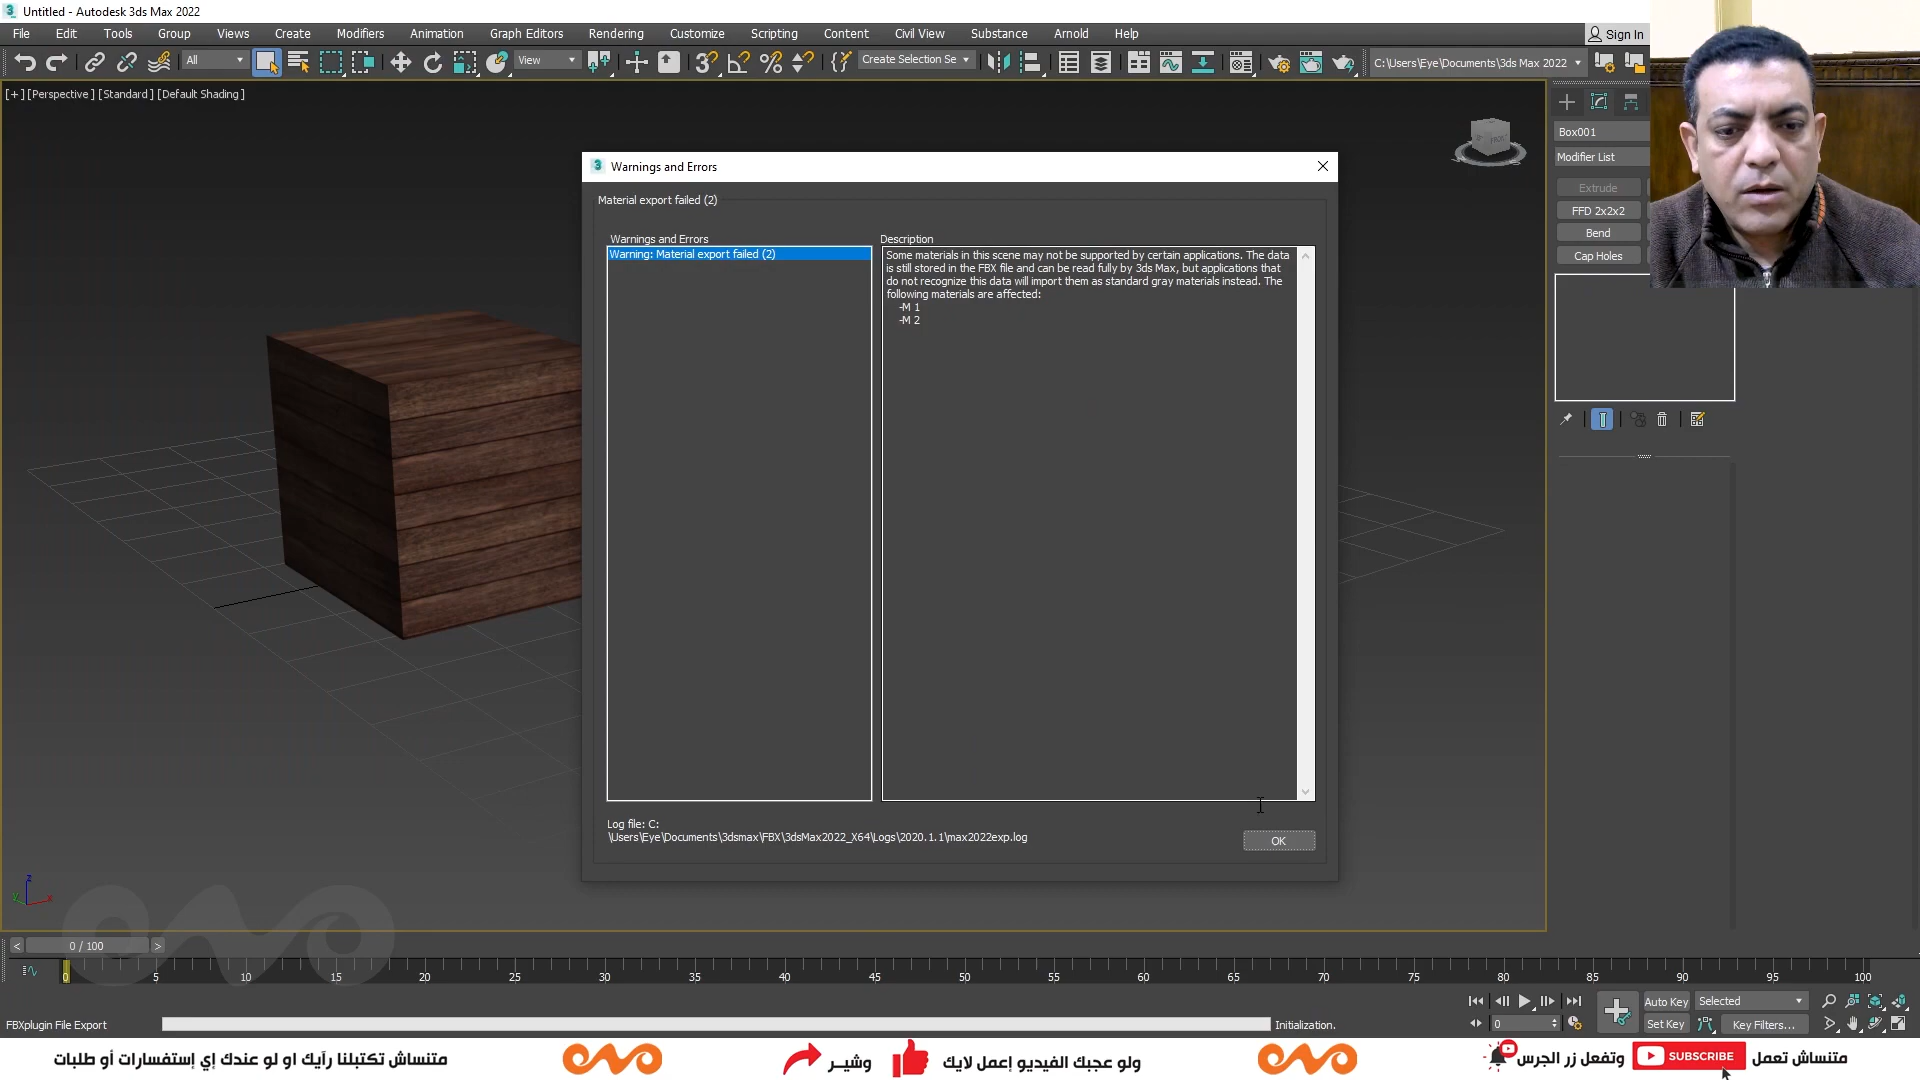 Untitled - Autodesk 3ds Max 2022
File Edit Tools Group Views Create Modifiers Animation Graph Editors Rendering Customize Scripting Content Civil View Substance Arnold Help
Sign In
All
View
Create Selection Se
C:\Users\Eye\Documents\3ds Max 2022
[+] [Perspective ] [Standard ] [Default Shading ]
Box001
Modifier List
Extrude
FFD 2x2x2
Bend
Cap Holes
Warnings and Errors
Material export failed (2)
Warnings and Errors
Warning: Material export failed (2)
Description
Some materials in this scene may not be supported by certain applications. The data
is still stored in the FBX file and can be read fully by 3ds Max, but applications that
do not recognize this data will import them as standard gray materials instead. The
following materials are affected:
-M 1
-M 2
Log file: C:
\Users\Eye\Documents\3dsmax\FBX\3dsMax2022_X64\Logs\2020.1.1\max2022exp.log
OK
z
x
y
< 0 / 100 >
0 5 10 15 20 25 30 35 40 45 50 55 60 65 70 75 80 85 90 95 100
Auto Key
Selected
Set Key
Key Filters...
0
FBXplugin File Export
Initialization.
متنساش تعمل SUBSCRIBE وتفعل زر الجرس
ولو عجبك الفيديو إعمل لايك وشير
متنساش تكتبلنا رأيك او لو عندك إي إستفسارات أو طلبات